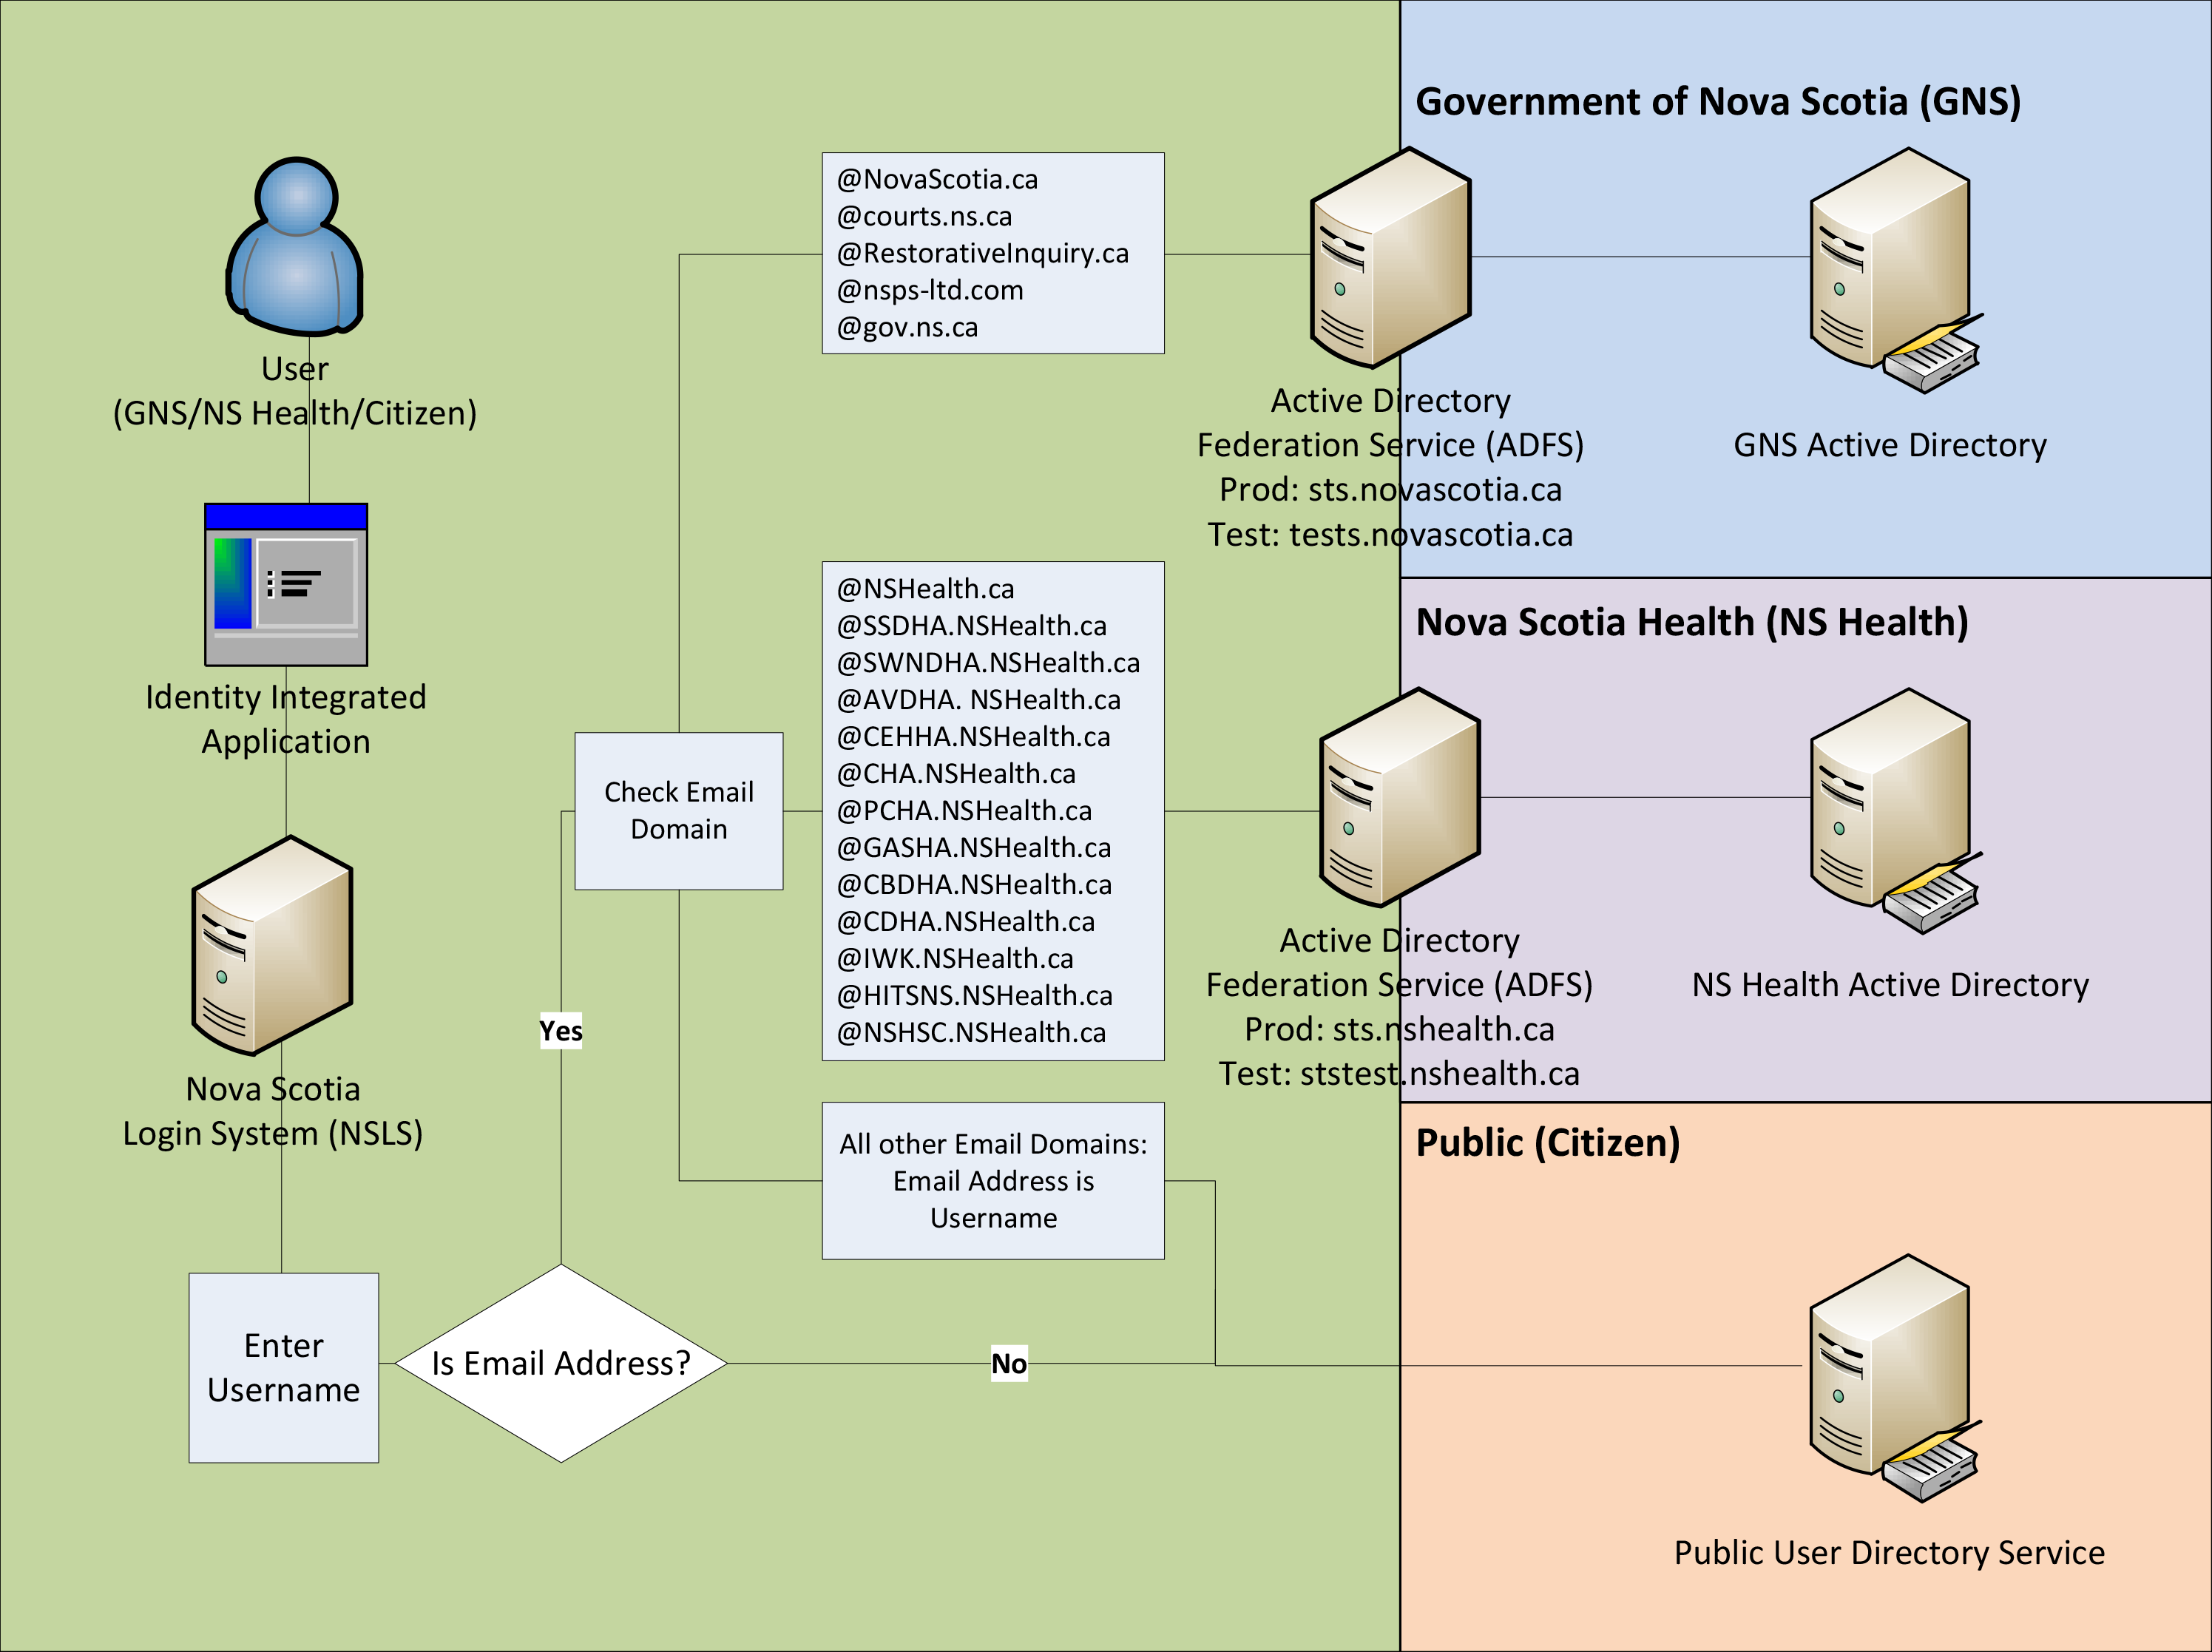 Government of Nova Scotia (GNS)
@NovaScotia.ca
@courts.ns.ca
@RestorativeInquiry.ca
@nsps-ltd.com
@gov.ns.ca
User
(GNS/NS Health/Citizen)
Active Directory
Federation Service (ADFS)
Prod: sts.novascotia.ca
Test: tests.novascotia.ca
GNS Active Directory
Nova Scotia Health (NS Health)
@NSHealth.ca
@SSDHA.NSHealth.ca
@SWNDHA.NSHealth.ca
@AVDHA. NSHealth.ca
@CEHHA.NSHealth.ca
@CHA.NSHealth.ca
@PCHA.NSHealth.ca
@GASHA.NSHealth.ca
@CBDHA.NSHealth.ca
@CDHA.NSHealth.ca
@IWK.NSHealth.ca
@HITSNS.NSHealth.ca
@NSHSC.NSHealth.ca
Identity Integrated
Application
Check Email
Domain
Active Directory
Federation Service (ADFS)
Prod: sts.nshealth.ca
Test: ststest.nshealth.ca
NS Health Active Directory
Yes
Nova Scotia
Login System (NSLS)
All other Email Domains:
Email Address is
Username
Public (Citizen)
Enter
Username
Is Email Address?
No
Public User Directory Service